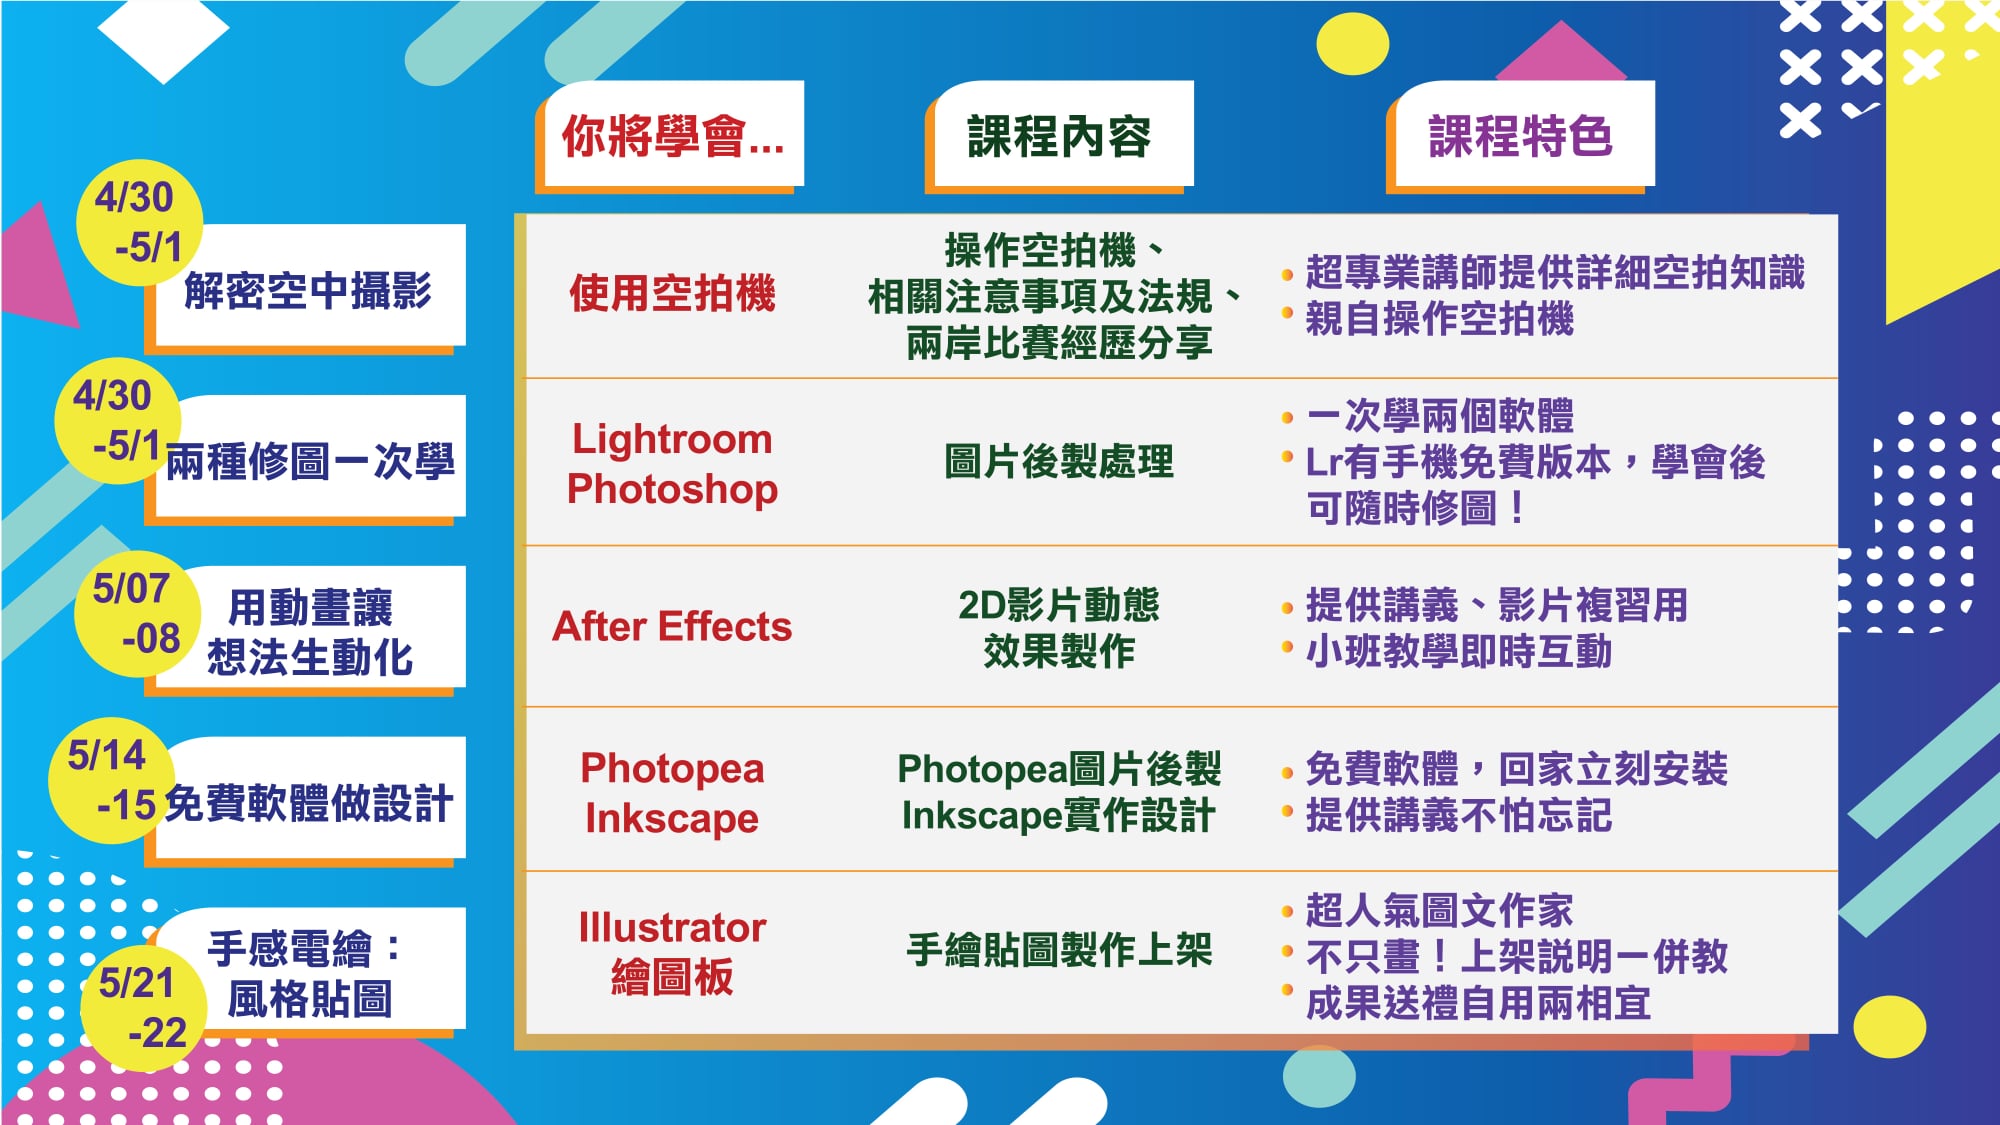 你將學會...
課程內容
課程特色
4/30
-5/1
解密空中攝影
使用空拍機
操作空拍機、
相關注意事項及法規、
兩岸比賽經歷分享
超專業講師提供詳細空拍知識
親自操作空拍機
4/30
-5/1
兩種修圖一次學
Lightroom
Photoshop
圖片後製處理
一次學兩個軟體
Lr有手機免費版本，學會後
可隨時修圖！
5/07
-08
用動畫讓
想法生動化
After Effects
2D影片動態
效果製作
提供講義、影片複習用
小班教學即時互動
5/14
-15
免費軟體做設計
Photopea
Inkscape
Photopea圖片後製
Inkscape實作設計
免費軟體，回家立刻安裝
提供講義不怕忘記
5/21
-22
手感電繪：
風格貼圖
Illustrator
繪圖板
手繪貼圖製作上架
超人氣圖文作家
不只畫！上架說明一併教
成果送禮自用兩相宜